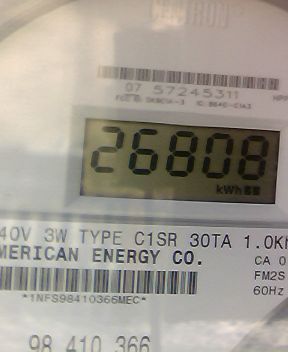 07 57245311
26808
kWh
40V 3W TYPE C1SR 30TA 1.0Kh
MERICAN ENERGY CO.
CA 0
FM2S
*1NFS98410366MEC*
60Hz
98 410 366